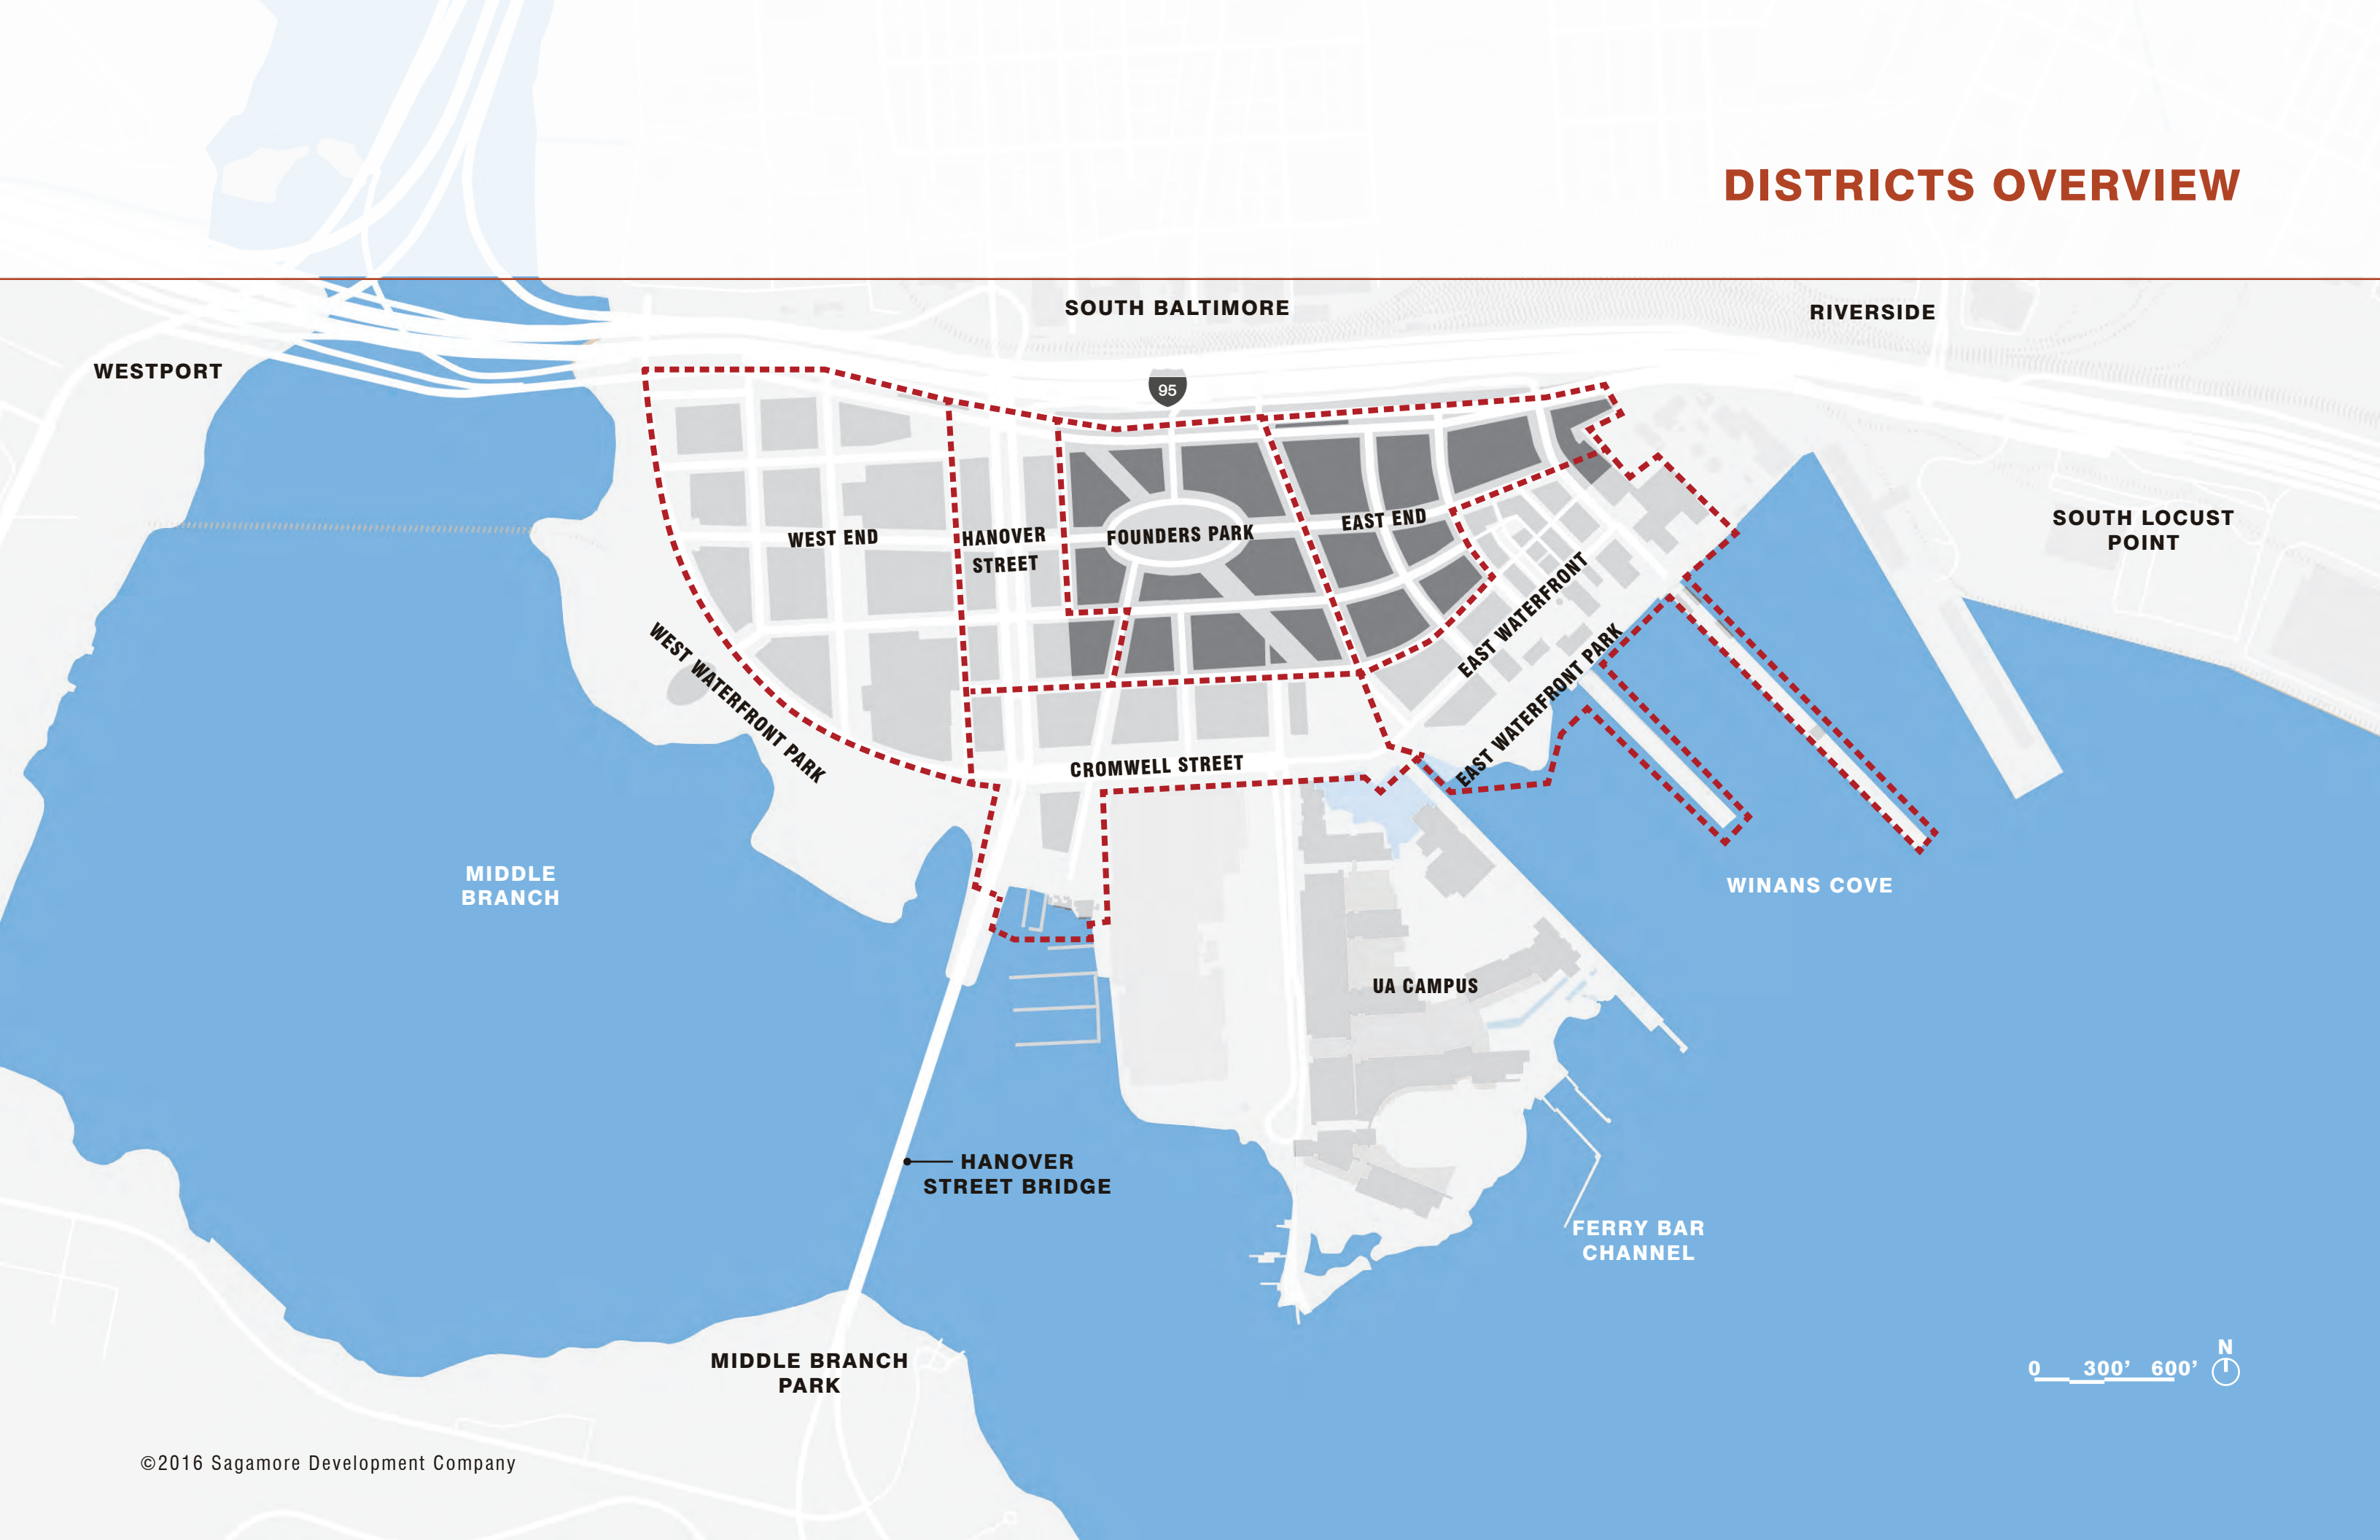 DISTRICTS OVERVIEW
SOUTH BALTIMORE
RIVERSIDE
WESTPORT
95
SOUTH LOCUST
POINT
WEST END
HANOVER
STREET
FOUNDERS PARK
EAST END
EAST WATERFRONT
EAST WATERFRONT PARK
WEST WATERFRONT PARK
CROMWELL STREET
MIDDLE
BRANCH
WINANS COVE
UA CAMPUS
HANOVER
STREET BRIDGE
FERRY BAR
CHANNEL
MIDDLE BRANCH
PARK
N
0 300’ 600’
©2016 Sagamore Development Company